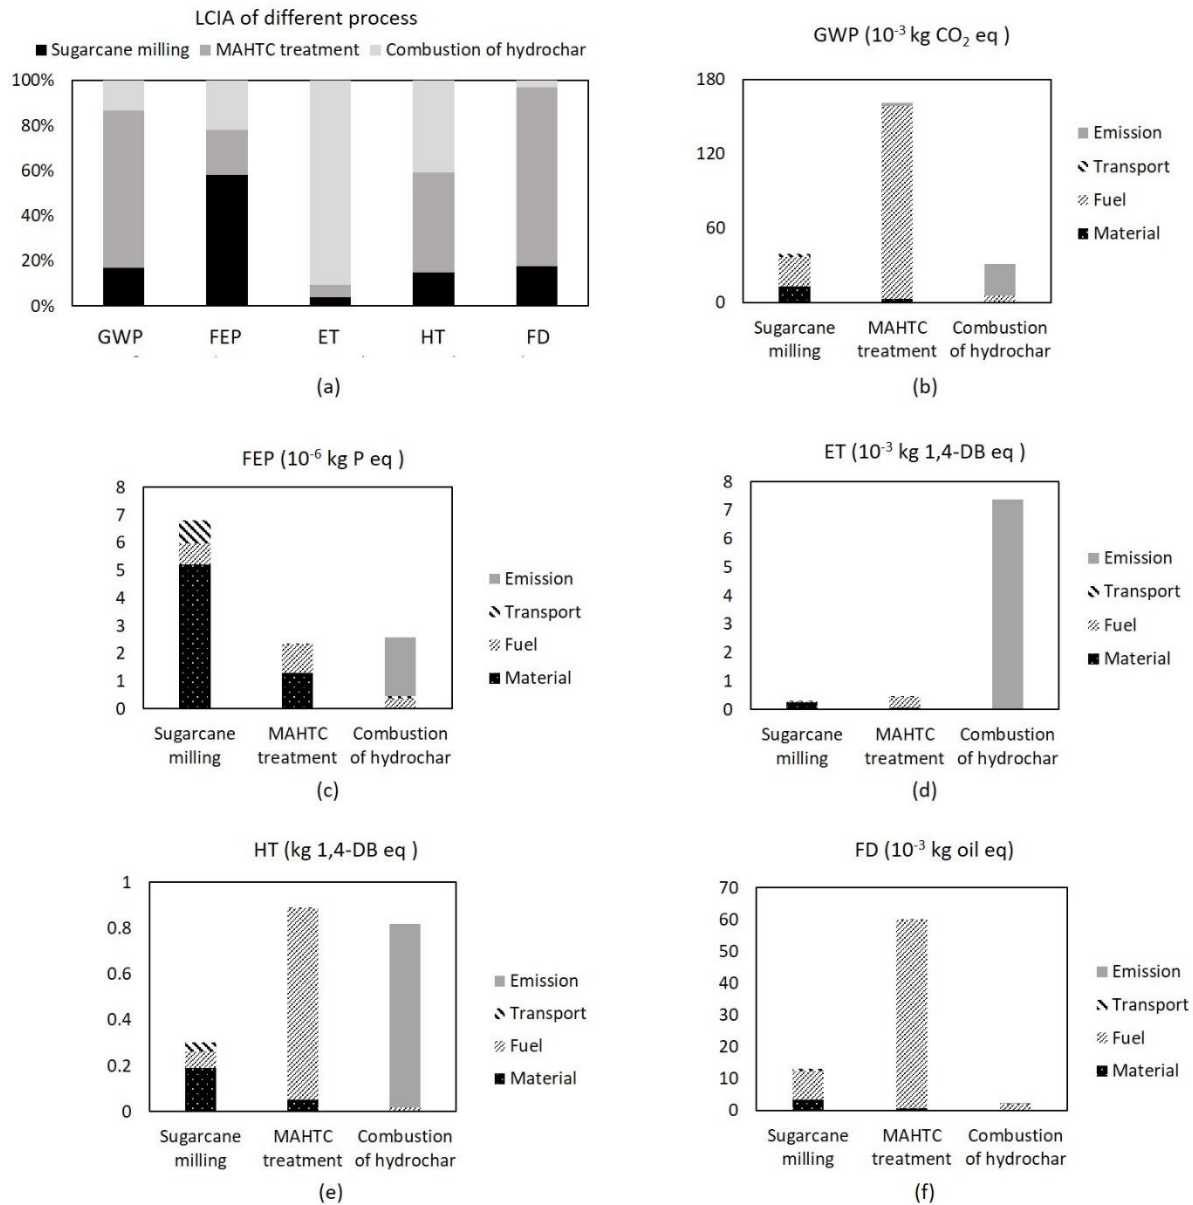 LCIA of different process
Sugarcane milling MAHTC treatment Combustion of hydrochar
100%
80%
60%
40%
20%
0%
GWP FEP ET HT FD
(a)
GWP (10⁻³ kg CO₂ eq )
180
120
60
0
Emission
Transport
Fuel
Material
Sugarcane MAHTC Combustion
milling treatment of hydrochar
(b)
FEP (10⁻⁶ kg P eq )
8
7
6
5
4
3
2
1
0
Emission
Transport
Fuel
Material
Sugarcane MAHTC Combustion
milling treatment of hydrochar
(c)
ET (10⁻³ kg 1,4-DB eq )
8
7
6
5
4
3
2
1
0
Emission
Transport
Fuel
Material
Sugarcane MAHTC Combustion
milling treatment of hydrochar
(d)
HT (kg 1,4-DB eq )
1
0.8
0.6
0.4
0.2
0
Emission
Transport
Fuel
Material
Sugarcane MAHTC Combustion
milling treatment of hydrochar
(e)
FD (10⁻³ kg oil eq)
70
60
50
40
30
20
10
0
Emission
Transport
Fuel
Material
Sugarcane MAHTC Combustion
milling treatment of hydrochar
(f)